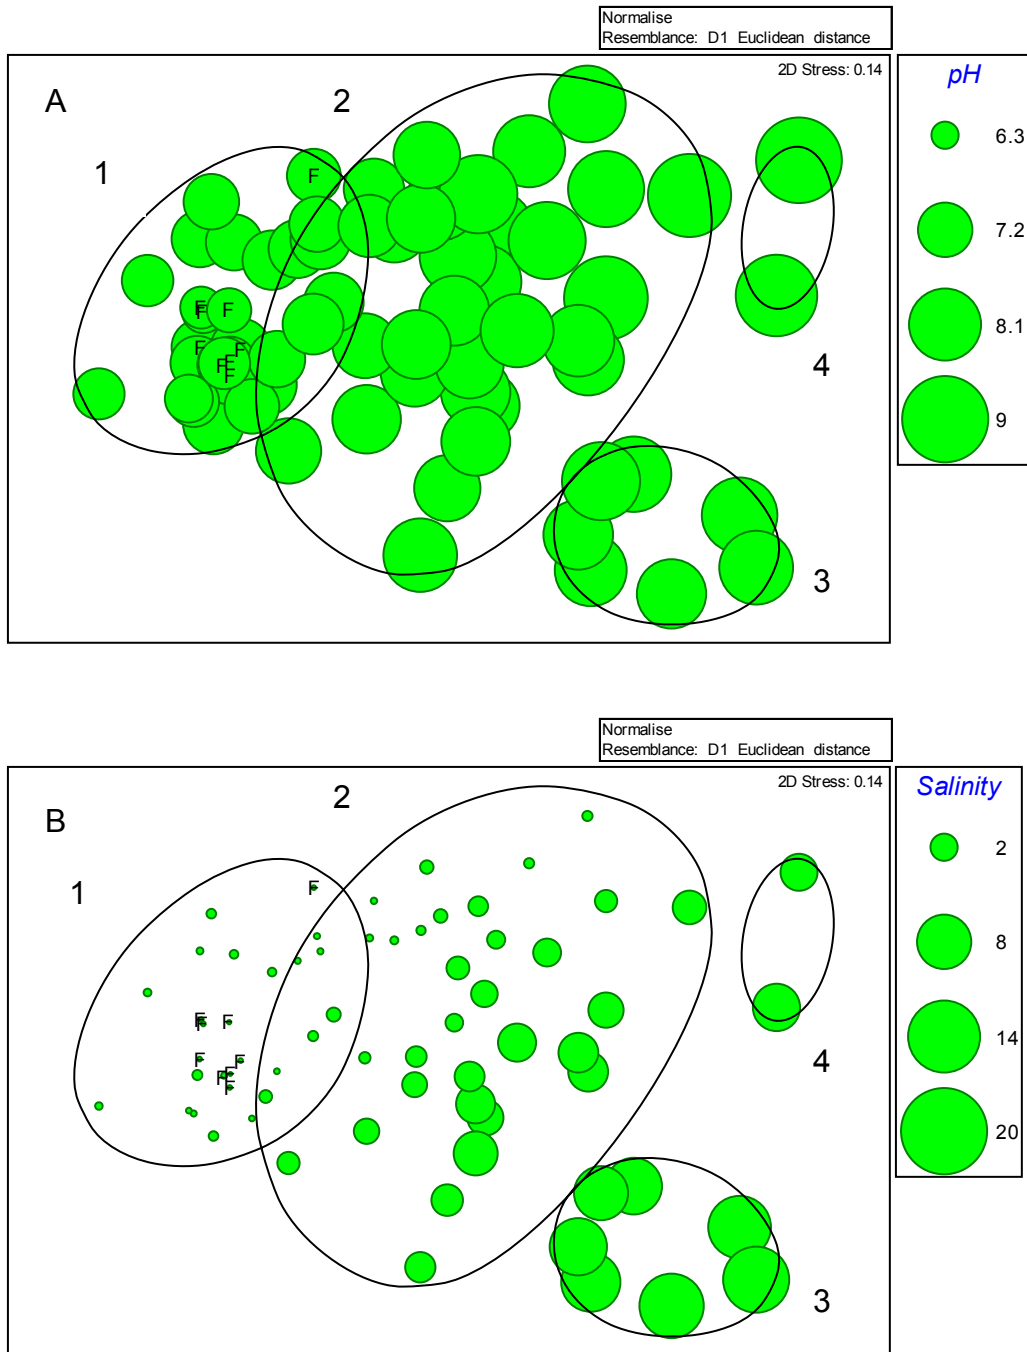 Normalise
Resemblance: D1 Euclidean distance
2D Stress: 0.14
pH
A
2
1
F
6.3
7.2
F
F
F
F
F
F
F
F
8.1
4
9
3
Normalise
Resemblance: D1 Euclidean distance
2D Stress: 0.14
Salinity
B
2
1
F
2
8
F
F
F
F
F
F
F
F
14
4
20
3